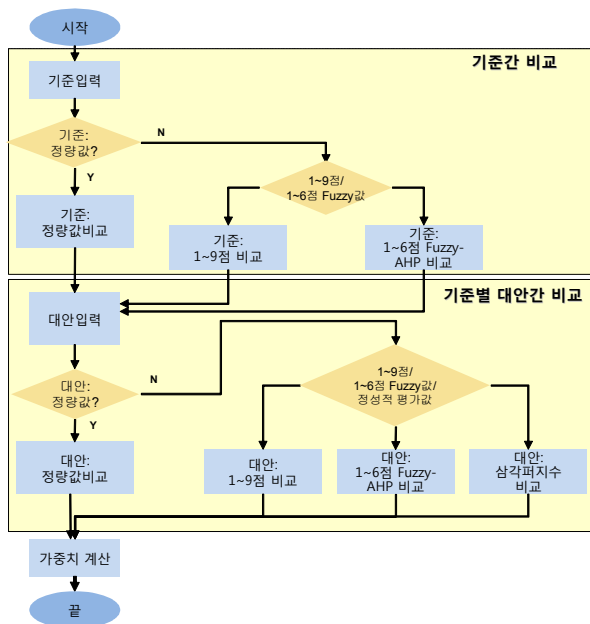 시작
기준간 비교
기준입력
기준:
정량값?
N
Y
1~9점/
1~6점 Fuzzy값
기준:
정량값비교
기준:
1~9점 비교
기준:
1~6점 Fuzzy-
AHP 비교
기준별 대안간 비교
대안입력
대안:
정량값?
N
Y
1~9점/
1~6점 Fuzzy값/
정성적 평가값
대안:
정량값비교
대안:
1~9점 비교
대안:
1~6점 Fuzzy-
AHP 비교
대안:
삼각퍼지수
비교
가중치 계산
끝